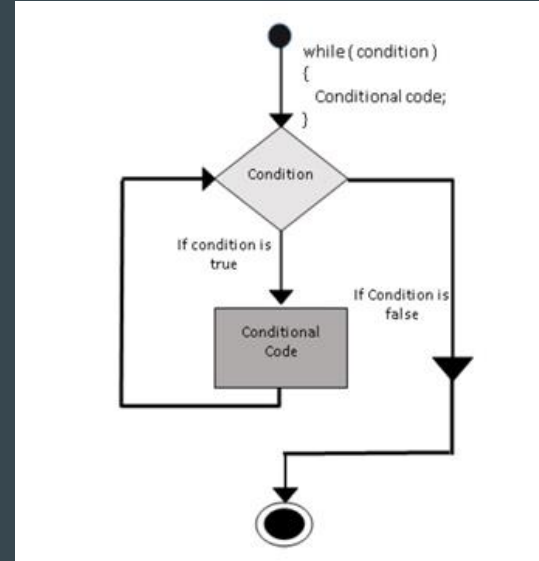 while ( condition )
{
Conditional code;
}
Condition
If condition is
true
If Condition is
false
Conditional
Code